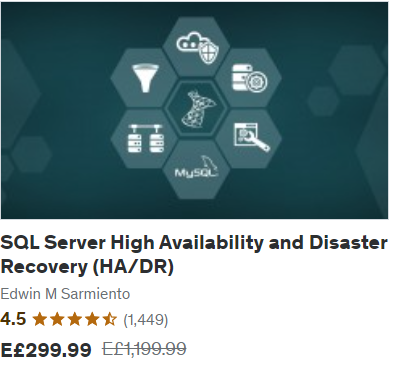 MySQL
SQL Server High Availability and Disaster
Recovery (HA/DR)
Edwin M Sarmiento
4.5 (1,449)
E£299.99 E£1,199.99